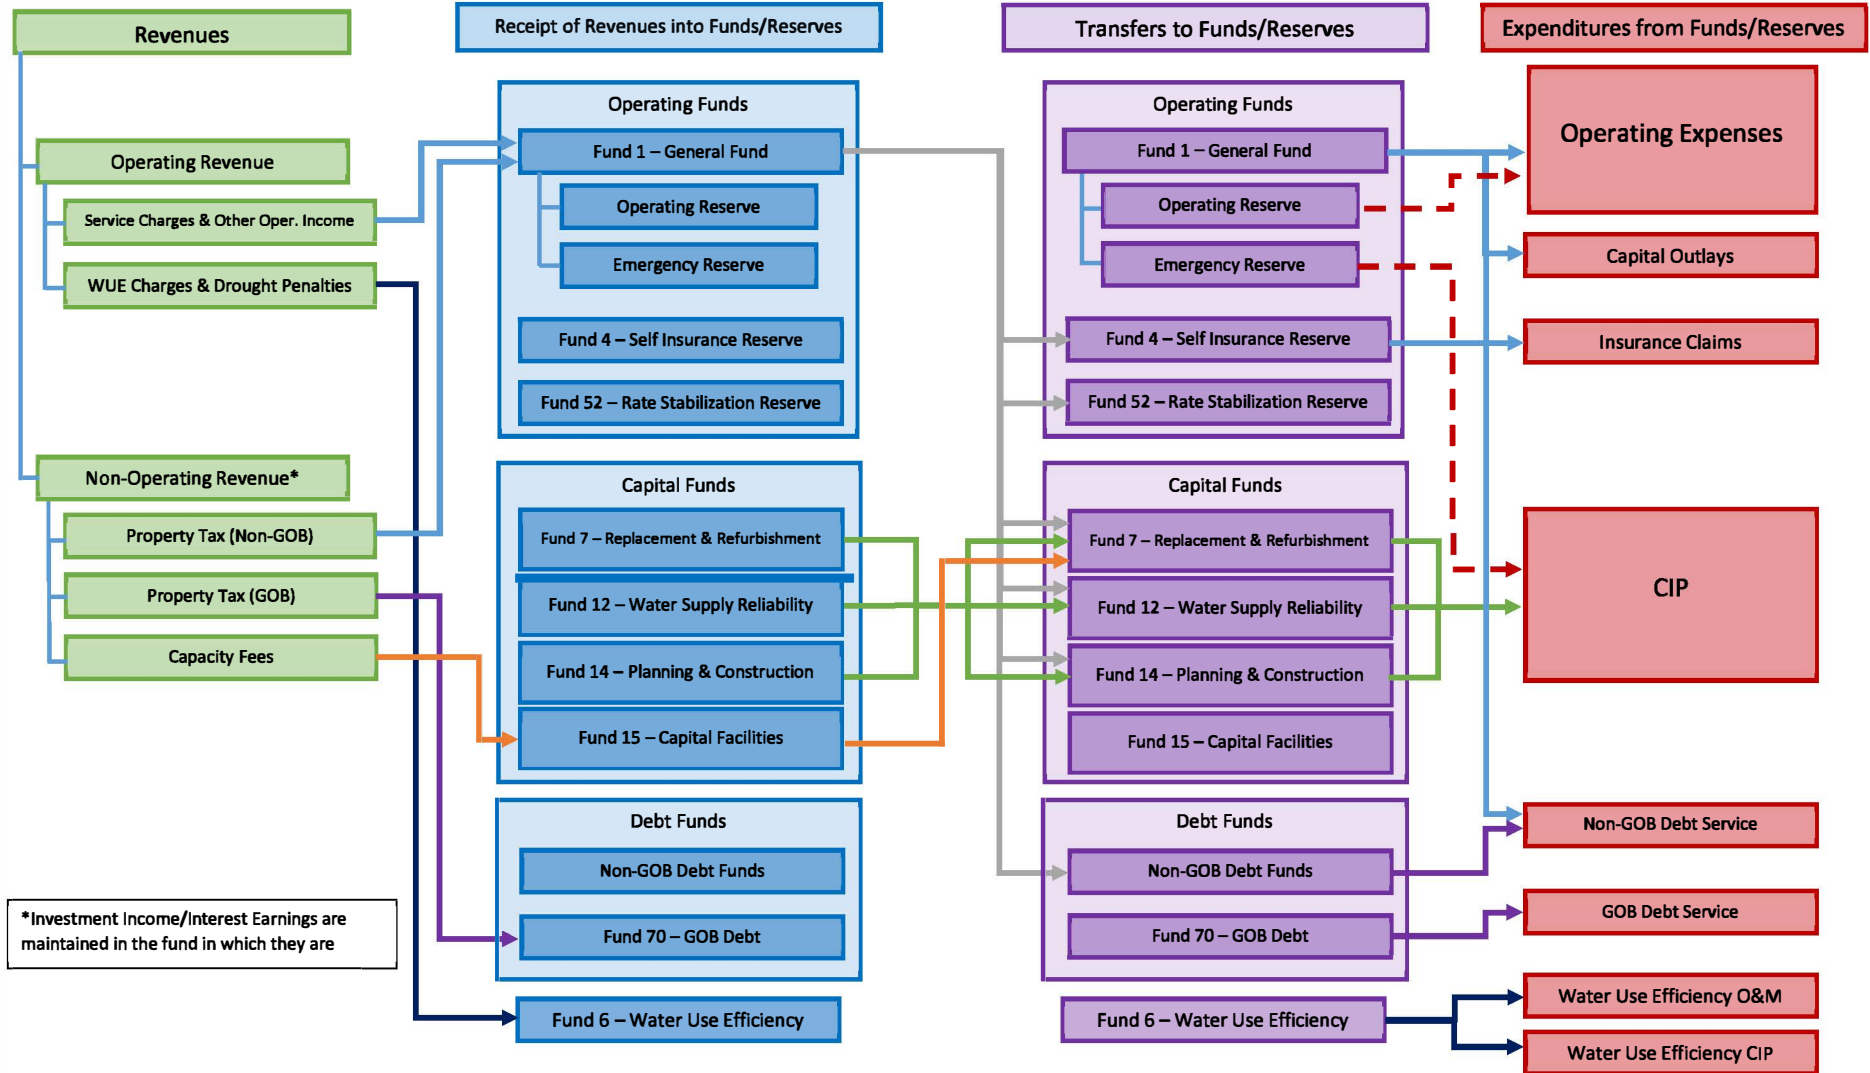 Revenues
Receipt of Revenues into Funds/Reserves
Transfers to Funds/Reserves
Expenditures from Funds/Reserves
Operating Revenue
Service Charges & Other Oper. Income
WUE Charges & Drought Penalties
Non-Operating Revenue*
Property Tax (Non-GOB)
Property Tax (GOB)
Capacity Fees
*Investment Income/Interest Earnings are
maintained in the fund in which they are
Operating Funds
Fund 1 – General Fund
Operating Reserve
Emergency Reserve
Fund 4 – Self Insurance Reserve
Fund 52 – Rate Stabilization Reserve
Capital Funds
Fund 7 – Replacement & Refurbishment
Fund 12 – Water Supply Reliability
Fund 14 – Planning & Construction
Fund 15 – Capital Facilities
Debt Funds
Non-GOB Debt Funds
Fund 70 – GOB Debt
Fund 6 – Water Use Efficiency
Operating Funds
Fund 1 – General Fund
Operating Reserve
Emergency Reserve
Fund 4 – Self Insurance Reserve
Fund 52 – Rate Stabilization Reserve
Capital Funds
Fund 7 – Replacement & Refurbishment
Fund 12 – Water Supply Reliability
Fund 14 – Planning & Construction
Fund 15 – Capital Facilities
Debt Funds
Non-GOB Debt Funds
Fund 70 – GOB Debt
Fund 6 – Water Use Efficiency
Operating Expenses
Capital Outlays
Insurance Claims
CIP
Non-GOB Debt Service
GOB Debt Service
Water Use Efficiency O&M
Water Use Efficiency CIP